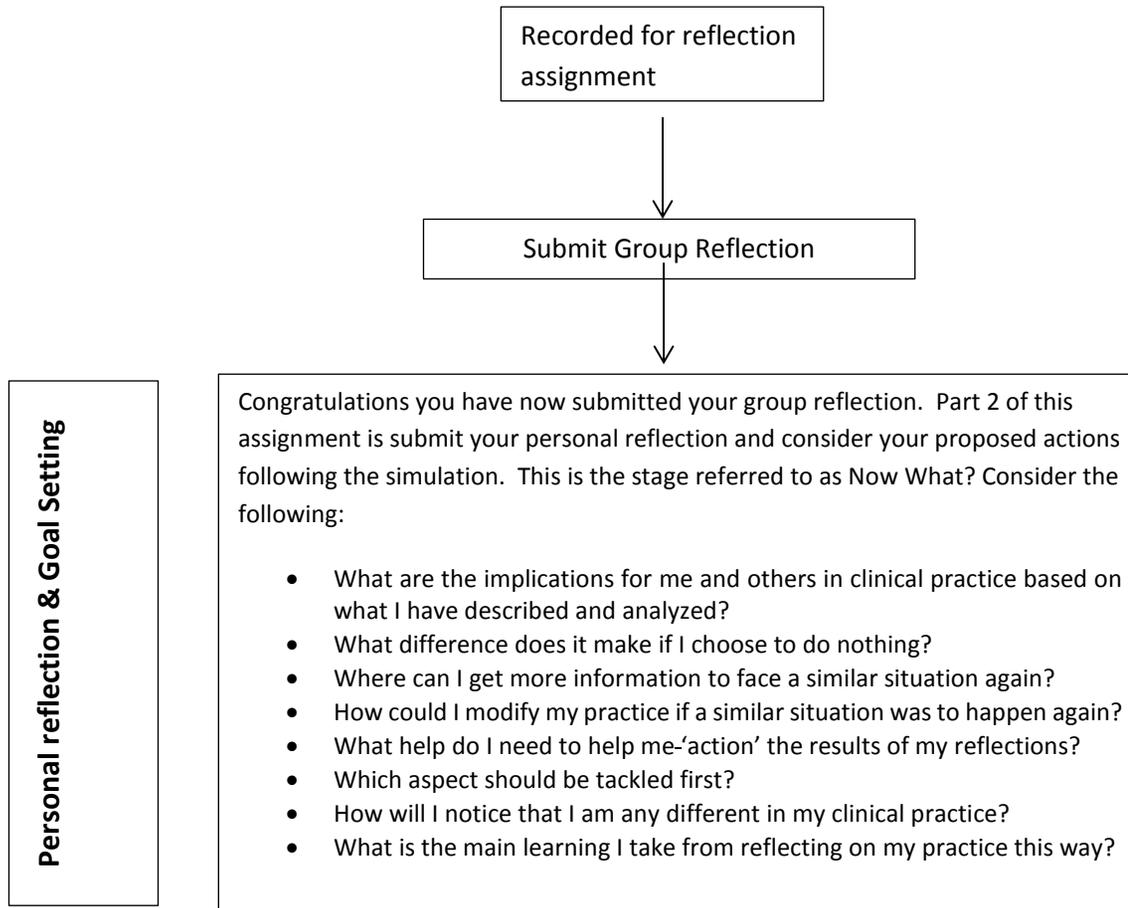 Recorded for reflection
assignment
Submit Group Reflection
Personal reflection & Goal Setting
Congratulations you have now submitted your group reflection.  Part 2 of this
assignment is submit your personal reflection and consider your proposed actions
following the simulation.  This is the stage referred to as Now What? Consider the
following:
• What are the implications for me and others in clinical practice based on
what I have described and analyzed?
• What difference does it make if I choose to do nothing?
• Where can I get more information to face a similar situation again?
• How could I modify my practice if a similar situation was to happen again?
• What help do I need to help me-‘action’ the results of my reflections?
• Which aspect should be tackled first?
• How will I notice that I am any different in my clinical practice?
• What is the main learning I take from reflecting on my practice this way?